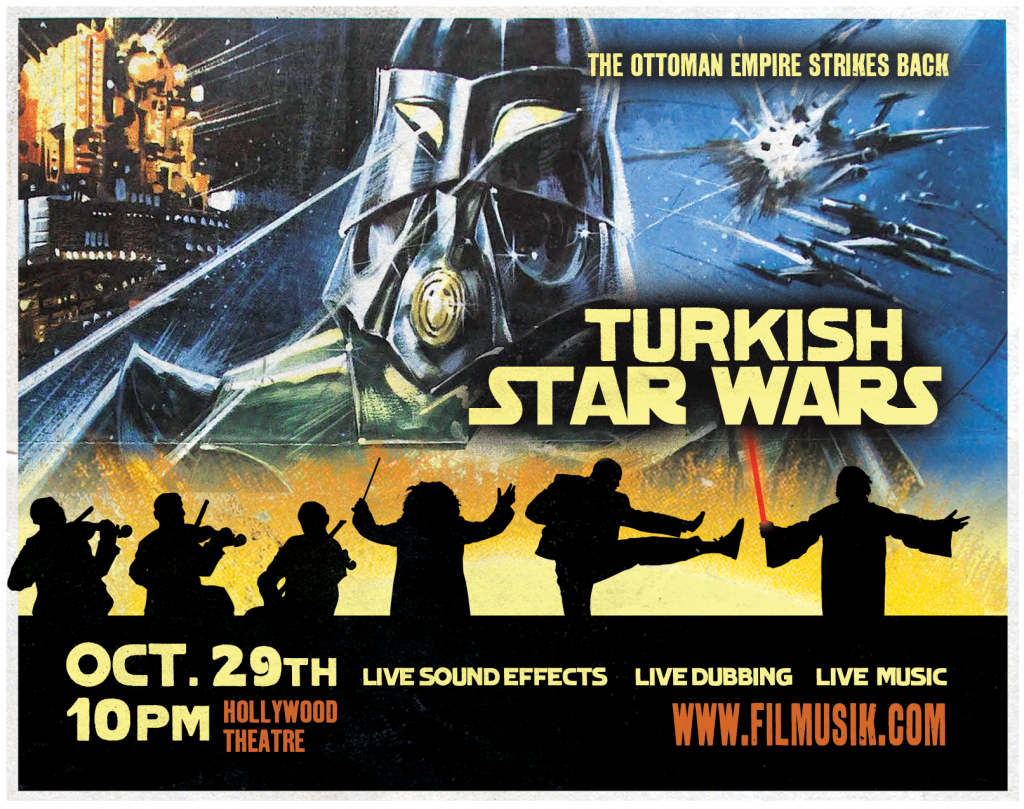 THE OTTOMAN EMPIRE STRIKES BACK
TURKISH
STAR WARS
OCT. 29TH
10PM
HOLLYWOOD
THEATRE
LIVE SOUND EFFECTS LIVE DUBBING LIVE MUSIC
WWW.FILMUSIK.COM